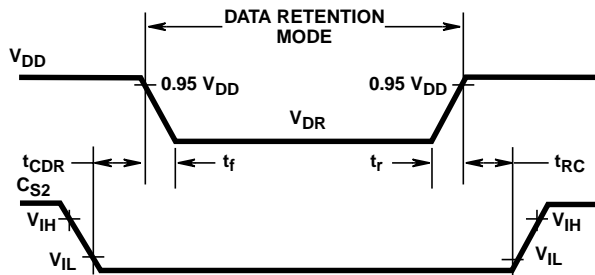 DATA RETENTION
MODE
VDD
0.95 VDD
0.95 VDD
VDR
tCDR
tf
tr
tRC
CS2
VIH
VIH
VIL
VIL